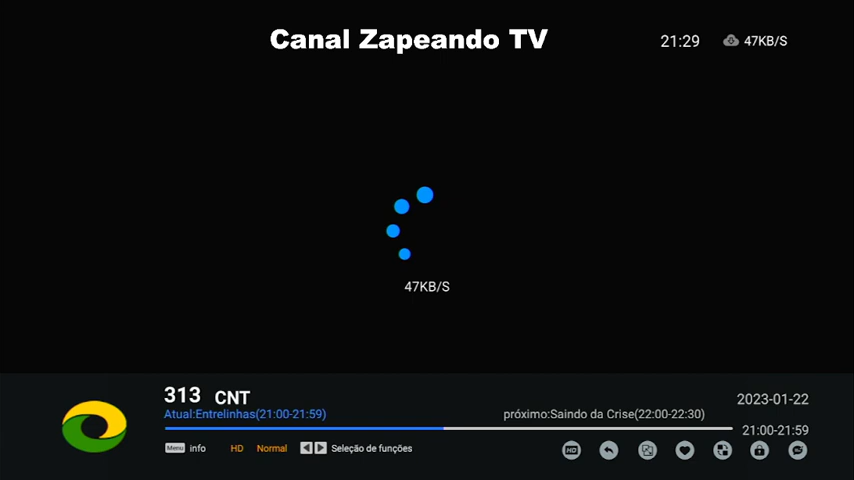 Canal Zapeando TV
21:29 47KB/S
47KB/S
313 CNT
2023-01-22
Atual:Entrelinhas(21:00-21:59)
próximo:Saindo da Crise(22:00-22:30)
21:00-21:59
Menu info HD Normal Seleção de funções
HD